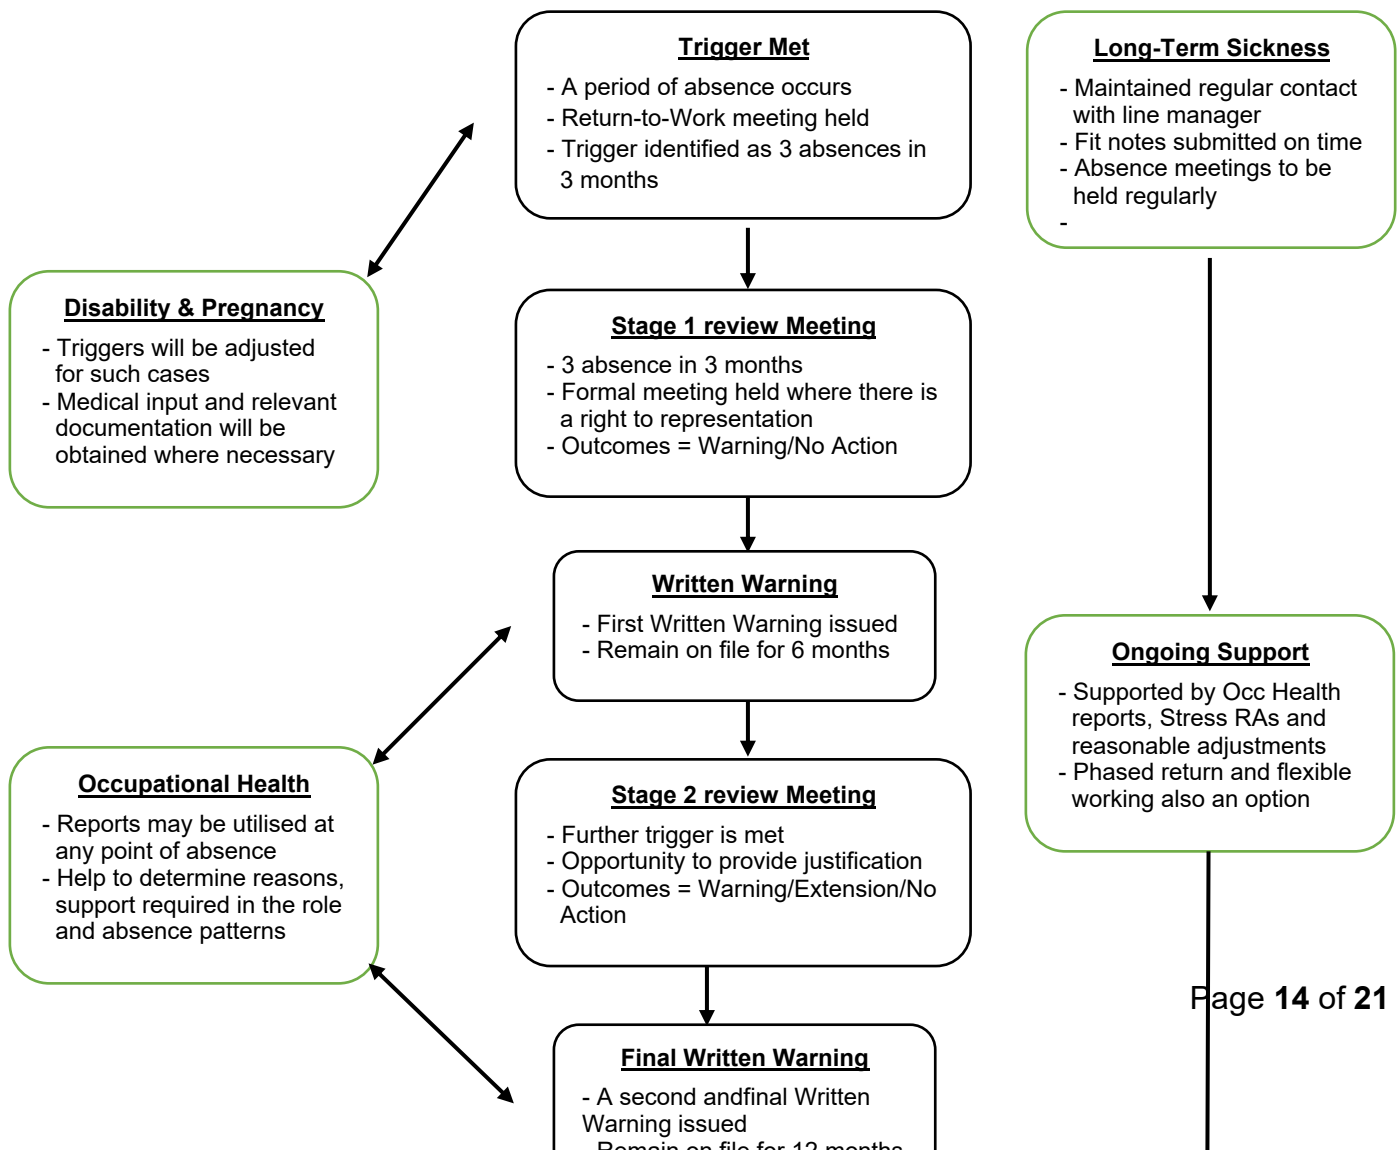 Trigger Met
- A period of absence occurs
- Return-to-Work meeting held
- Trigger identified as 3 absences in
3 months
Long-Term Sickness
- Maintained regular contact
with line manager
- Fit notes submitted on time
- Absence meetings to be
held regularly
-
Disability & Pregnancy
- Triggers will be adjusted
for such cases
- Medical input and relevant
documentation will be
obtained where necessary
Stage 1 review Meeting
- 3 absence in 3 months
- Formal meeting held where there is
a right to representation
- Outcomes = Warning/No Action
Written Warning
- First Written Warning issued
- Remain on file for 6 months
Ongoing Support
- Supported by Occ Health
reports, Stress RAs and
reasonable adjustments
- Phased return and flexible
working also an option
Occupational Health
- Reports may be utilised at
any point of absence
- Help to determine reasons,
support required in the role
and absence patterns
Stage 2 review Meeting
- Further trigger is met
- Opportunity to provide justification
- Outcomes = Warning/Extension/No
Action
Page 14 of 21
Final Written Warning
- A second andfinal Written
Warning issued
- Remain on file for 12 months